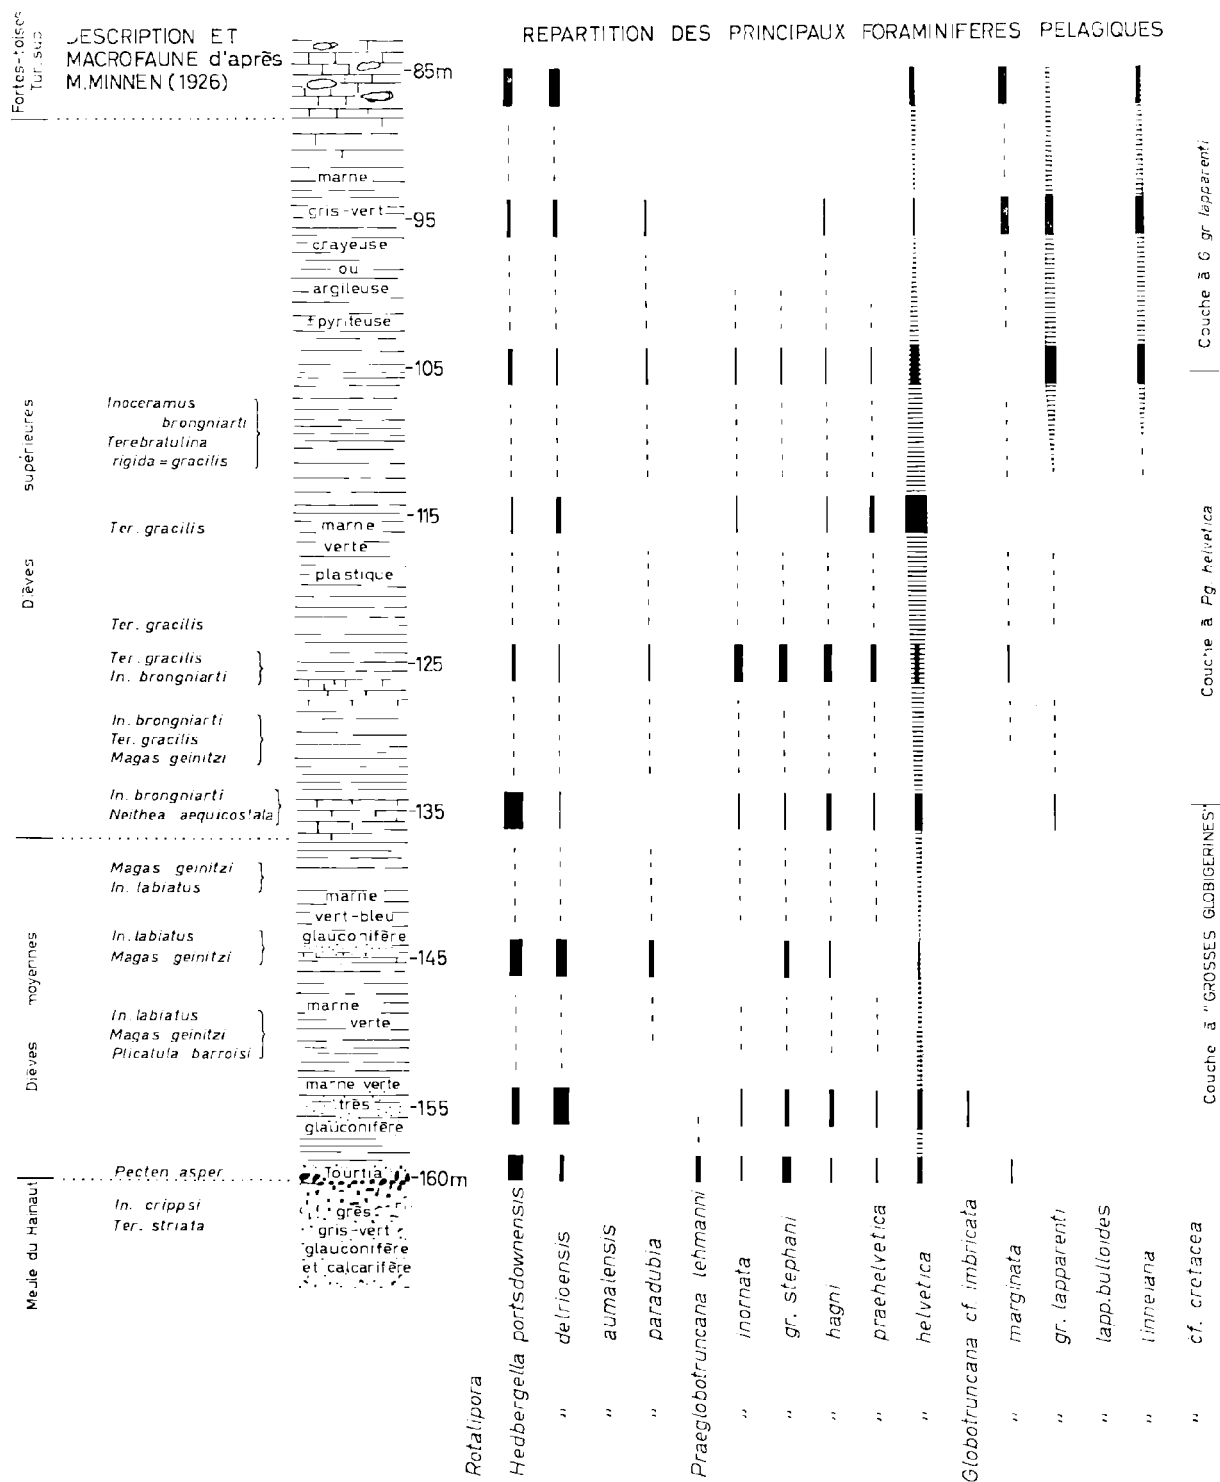 Fortes-toises
Tur. sup.
DESCRIPTION ET
MACROFAUNE d'après
M.MINNEN (1926)
REPARTITION DES PRINCIPAUX FORAMINIFERES PELAGIQUES
-85m
marne
gris-vert
-95
crayeuse
ou
argileuse
± pyriteuse
-105
Couche à G gr lapparenti
supérieures
Dièves
Inoceramus
brongniarti
Terebratulina
rigida = gracilis
Ter. gracilis
-115
marne
verte
plastique
Ter. gracilis
Ter. gracilis
In. brongniarti
-125
In. brongniarti
Ter. gracilis
Magas geinitzi
In. brongniarti
Neithea aequicostata
-135
Couche à Pg. helvetica
moyennes
Dièves
Magas geinitzi
In. labiatus
marne
vert-bleu
glauconifère
In. labiatus
Magas geinitzi
-145
marne
verte
In. labiatus
Magas geinitzi
Plicatula barroisi
marne verte
très
glauconifère
-155
Couche à "GROSSES GLOBIGERINES"
Pecten asper
Tourtia
-160m
Meule du Hainaut
In. crippsi
Ter. striata
grès
gris-vert
glauconifère
et calcarifère
Rotalipora
Hedbergella portsdownensis
" delrioensis
" aumalensis
" paradubia
Praeglobotruncana lehmanni
" inornata
" gr. stephani
" hagni
" praehelvetica
" helvetica
Globotruncana cf. imbricata
" marginata
" gr. lapparenti
" lapp.bulloides
" linneiana
" cf. cretacea